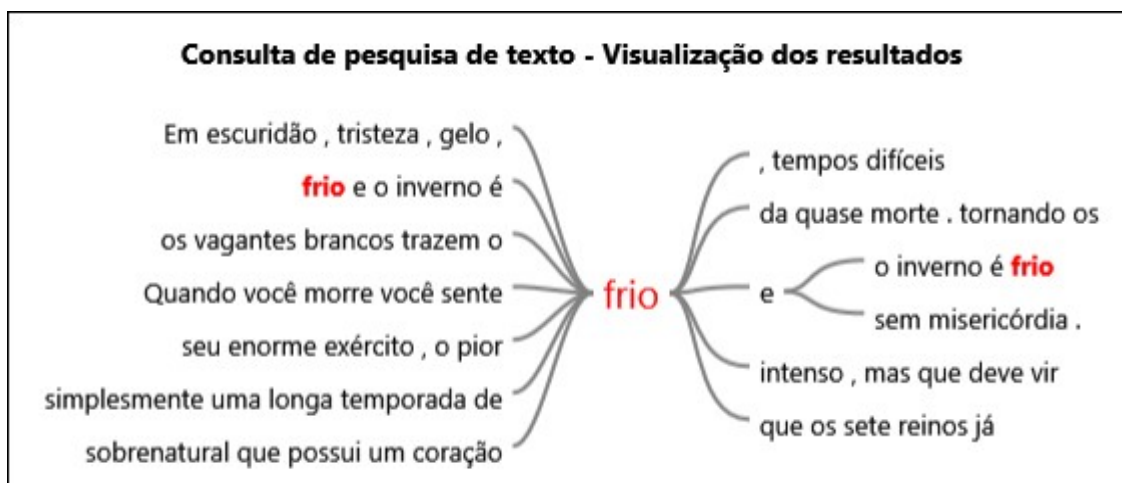 Consulta de pesquisa de texto - Visualização dos resultados
Em escuridão , tristeza , gelo ,
frio e o inverno é
os vagantes brancos trazem o
Quando você morre você sente
seu enorme exército , o pior
simplesmente uma longa temporada de
sobrenatural que possui um coração
frio
, tempos difíceis
da quase morte . tornando os
e
o inverno é frio
sem misericórdia .
intenso , mas que deve vir
que os sete reinos já